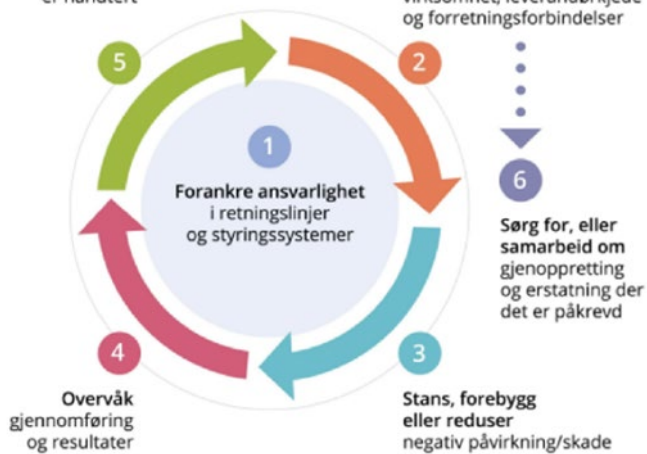 er håndtert
virksomhet, leverandørkjede
og forretningsforbindelser
5
2
1
Forankre ansvarlighet
i retningslinjer
og styringssystemer
6
Sørg for, eller
samarbeid om
gjenoppretting
og erstatning der
det er påkrevd
4
3
Overvåk
gjennomføring
og resultater
Stans, forebygg
eller reduser
negativ påvirkning/skade